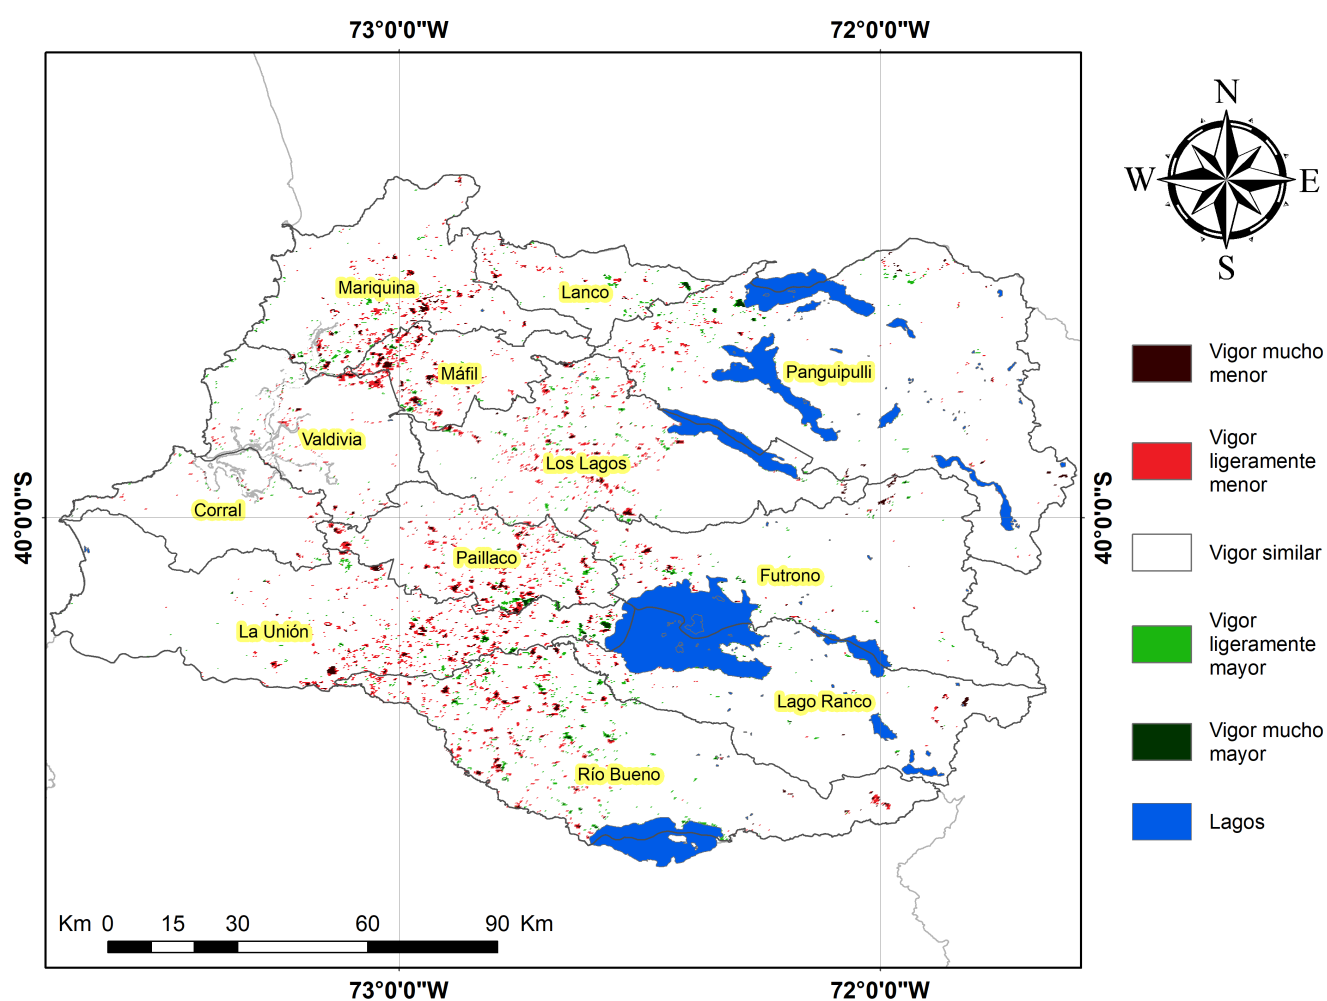 73°0'0"W
72°0'0"W
N
W
E
S
Mariquina
Lanco
Máfil
Panguipulli
Valdivia
Los Lagos
Corral
40°0'0"S
40°0'0"S
Paillaco
Futrono
La Unión
Lago Ranco
Río Bueno
Km 0 15 30 60 90 Km
73°0'0"W
72°0'0"W
Vigor mucho
menor
Vigor
ligeramente
menor
Vigor similar
Vigor
ligeramente
mayor
Vigor mucho
mayor
Lagos